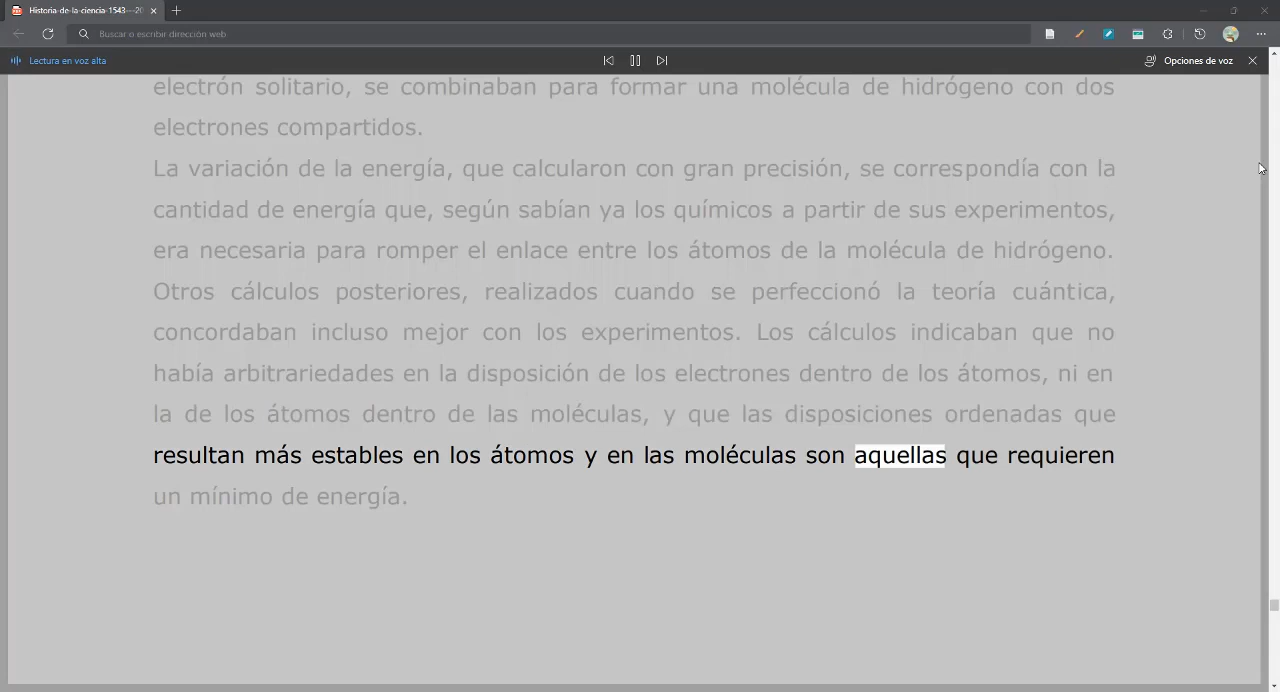 Historia-de-la-ciencia-1543---20
Buscar o escribir dirección web
Lectura en voz alta
Opciones de voz
electrón solitario, se combinaban para formar una molécula de hidrógeno con dos
electrones compartidos.
La variación de la energía, que calcularon con gran precisión, se correspondía con la
cantidad de energía que, según sabían ya los químicos a partir de sus experimentos,
era necesaria para romper el enlace entre los átomos de la molécula de hidrógeno.
Otros cálculos posteriores, realizados cuando se perfeccionó la teoría cuántica,
concordaban incluso mejor con los experimentos. Los cálculos indicaban que no
había arbitrariedades en la disposición de los electrones dentro de los átomos, ni en
la de los átomos dentro de las moléculas, y que las disposiciones ordenadas que
resultan más estables en los átomos y en las moléculas son aquellas que requieren
un mínimo de energía.